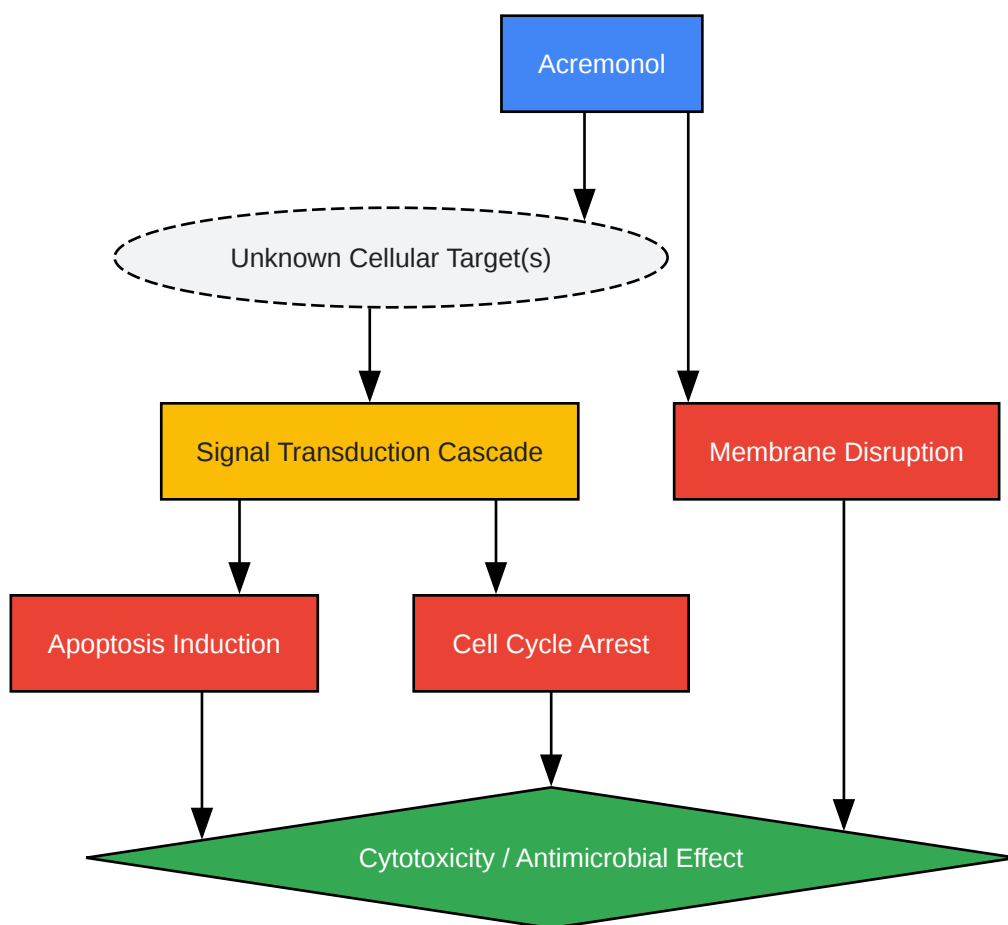 Acremonol
Unknown Cellular Target(s)
Signal Transduction Cascade
Membrane Disruption
Apoptosis Induction
Cell Cycle Arrest
Cytotoxicity / Antimicrobial Effect